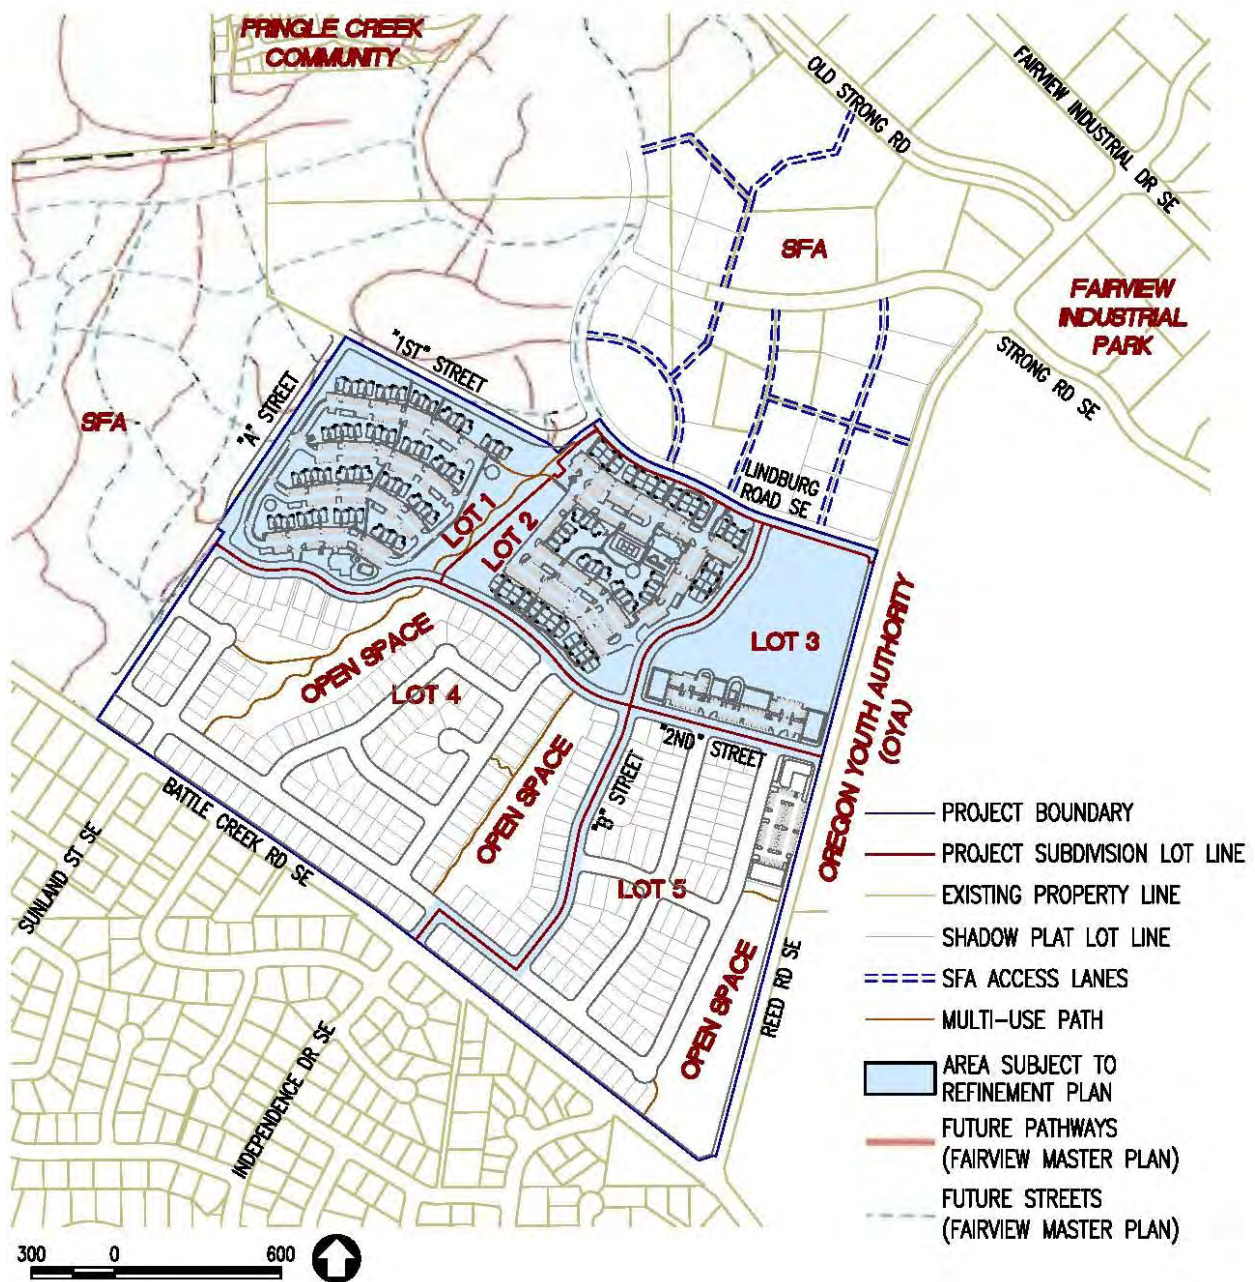 PRINGLE CREEK
COMMUNITY
OLD STRONG RD
FAIRVIEW INDUSTRIAL DR SE
SFA
FAIRVIEW
INDUSTRIAL
PARK
STRONG RD SE
"1ST" STREET
"A" STREET
SFA
LINDBURG
ROAD SE
LOT 1
LOT 2
LOT 3
OPEN SPACE
LOT 4
"2ND" STREET
OREGON YOUTH AUTHORITY
(OYA)
OPEN SPACE
"B" STREET
BATTLE CREEK RD SE
SUNLAND ST SE
LOT 5
OPEN SPACE
REED RD SE
INDEPENDENCE DR SE
PROJECT BOUNDARY
PROJECT SUBDIVISION LOT LINE
EXISTING PROPERTY LINE
SHADOW PLAT LOT LINE
SFA ACCESS LANES
MULTI-USE PATH
AREA SUBJECT TO
REFINEMENT PLAN
FUTURE PATHWAYS
(FAIRVIEW MASTER PLAN)
FUTURE STREETS
(FAIRVIEW MASTER PLAN)
300 0 600